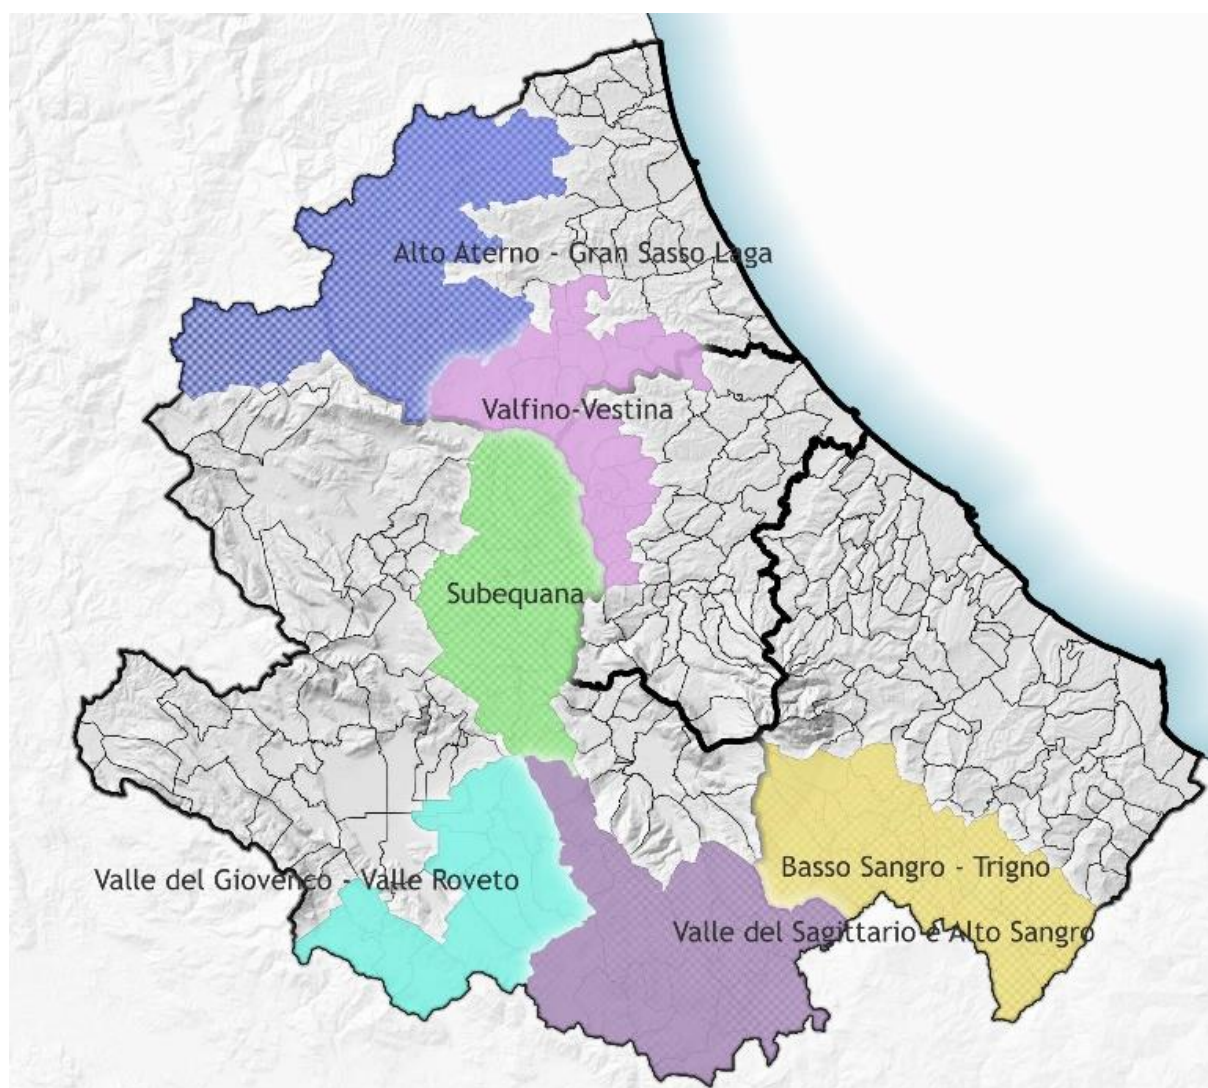 Alto Aterno - Gran Sasso Laga
Valfino-Vestina
Subequana
Basso Sangro - Trigno
Valle del Giovenco - Valle Roveto
Valle del Sagittario e Alto Sangro